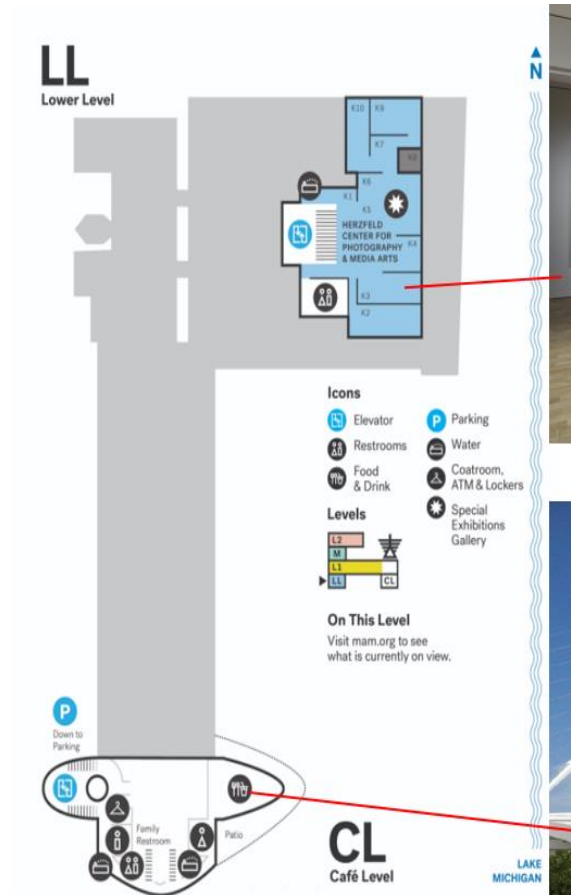 LL
Lower Level
N
K10
K9
K7
K8
K6
K1
K5
HERZFELD
CENTER FOR
PHOTOGRAPHY
& MEDIA ARTS
K4
K3
K2
Icons
Elevator
Restrooms
Food
& Drink
P
Parking
Water
Coatroom,
ATM & Lockers
Special
Exhibitions
Gallery
Levels
L2
M
L1
LL
CL
On This Level
Visit mam.org to see
what is currently on view.
P
Down to
Parking
Family
Restroom
Patio
CL
Café Level
LAKE
MICHIGAN